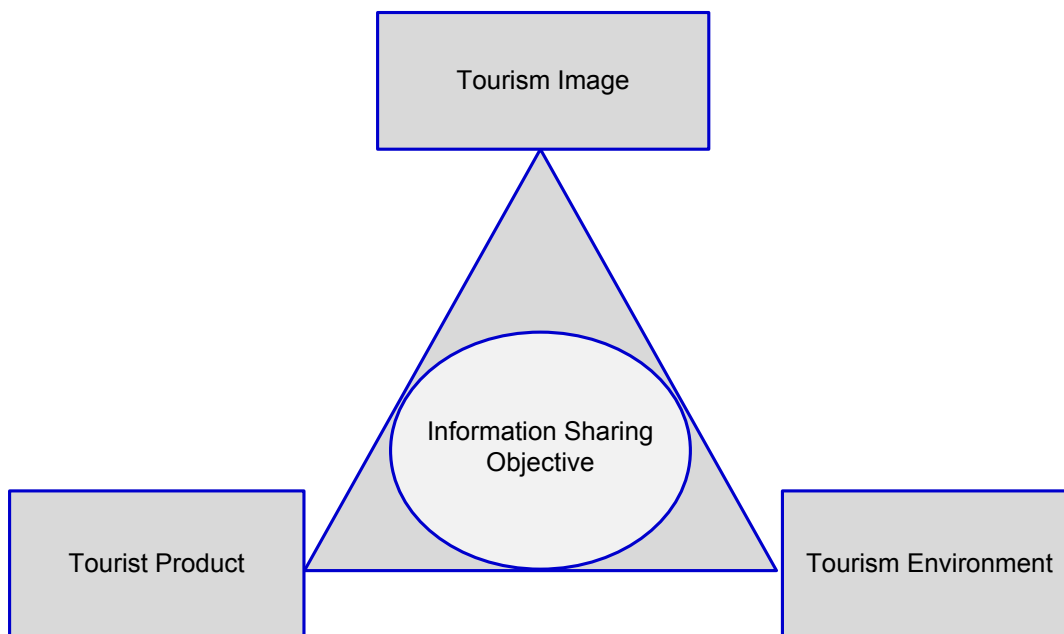 Tourism Image
Information Sharing
Objective
Tourist Product
Tourism Environment